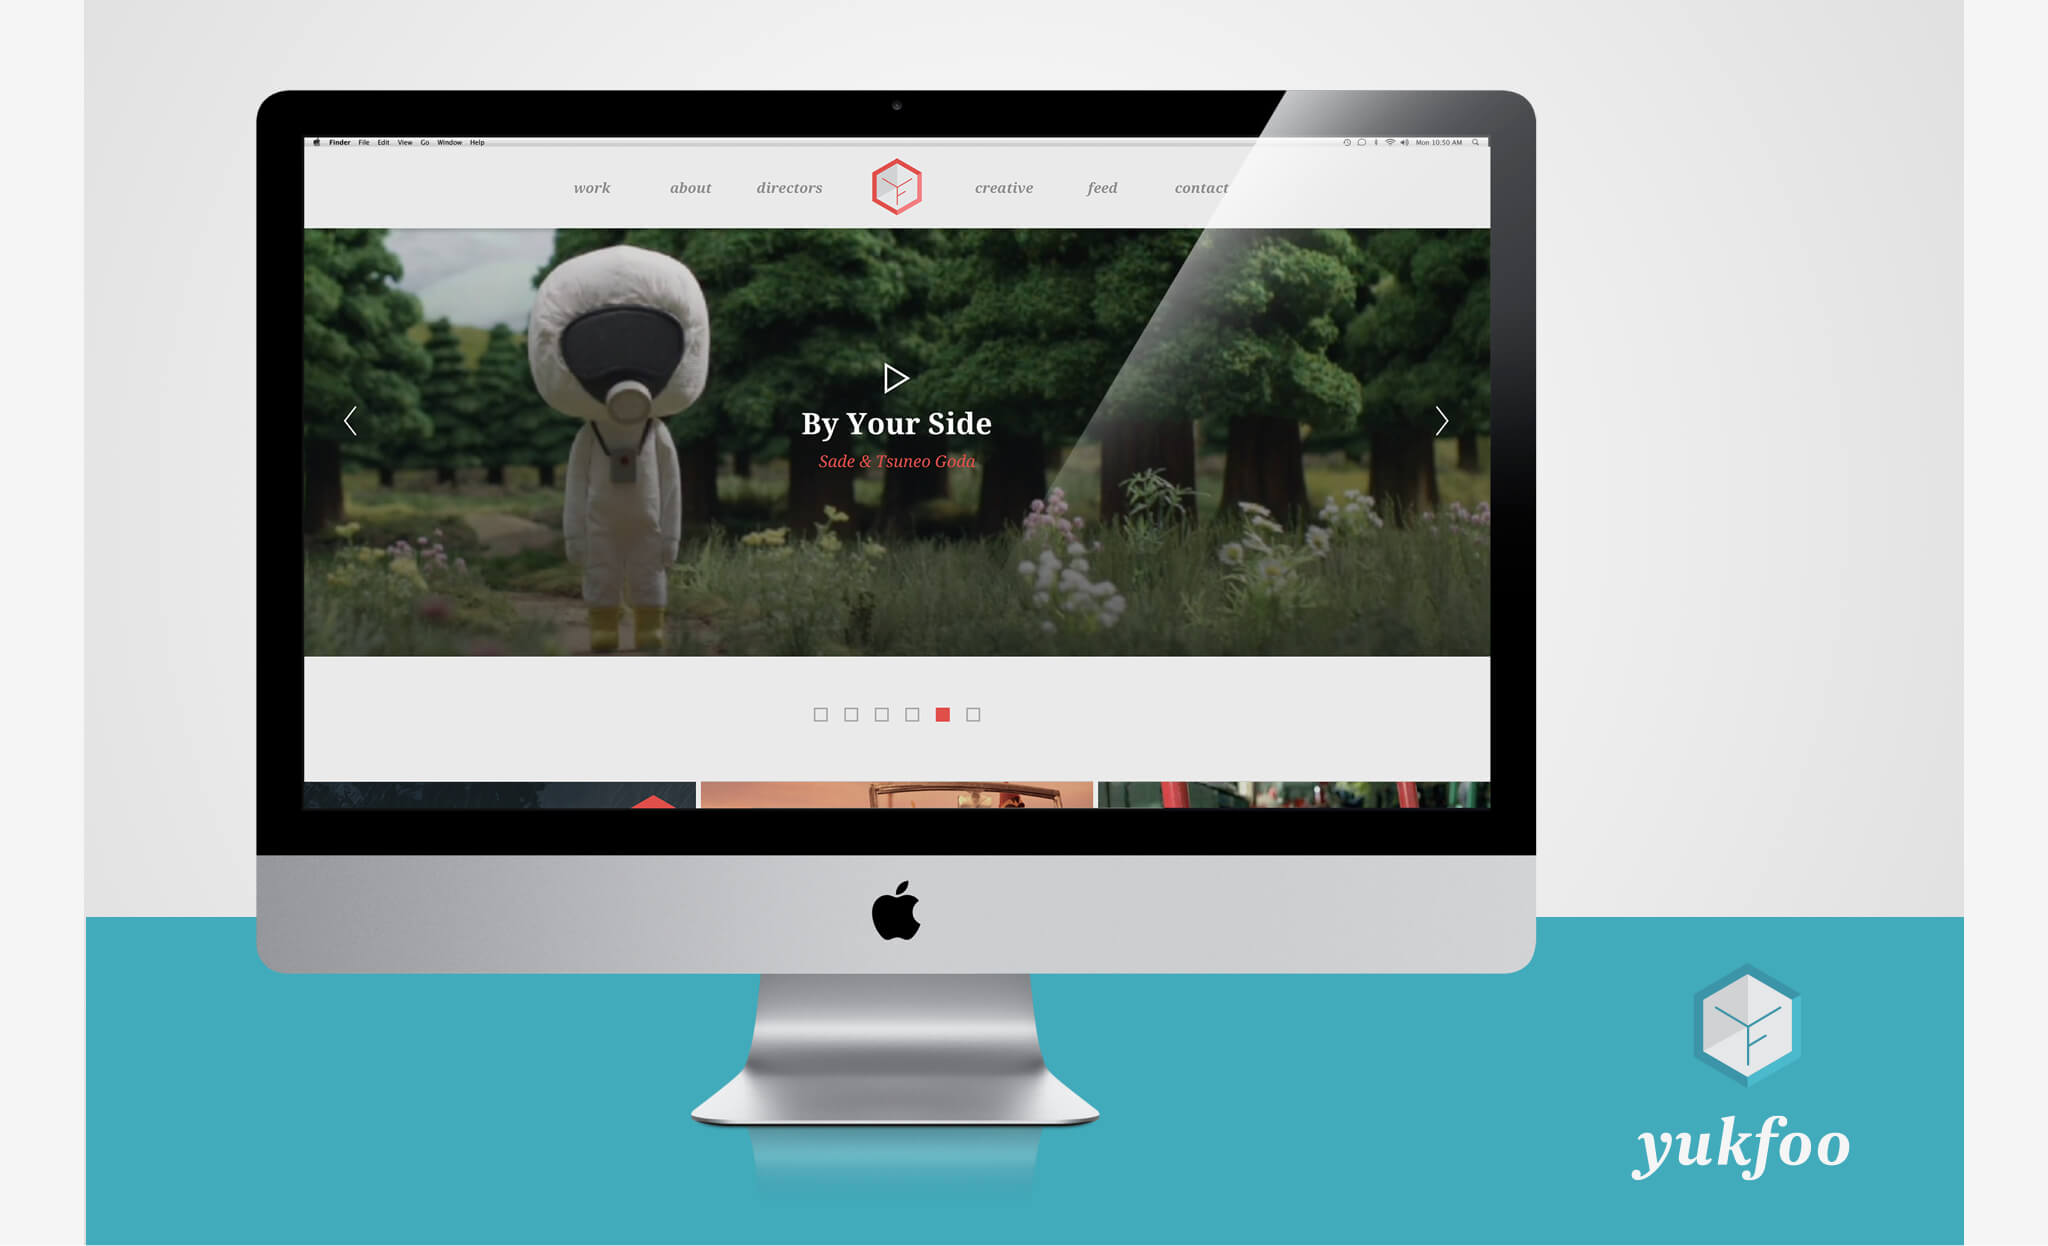 Finder File Edit View Go Window Help Mon 10:50 AM
work about directors creative feed contact
By Your Side
Sade & Tsuneo Goda
yukfoo